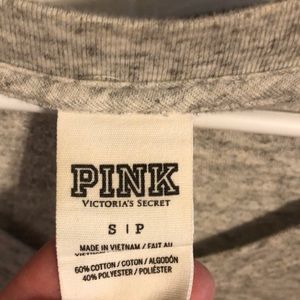 PINK
VICTORIA'S SECRET
S | P
MADE IN VIETNAM / FAIT AU
60% COTTON / COTON / ALGODÓN
40% POLYESTER / POLIÉSTER